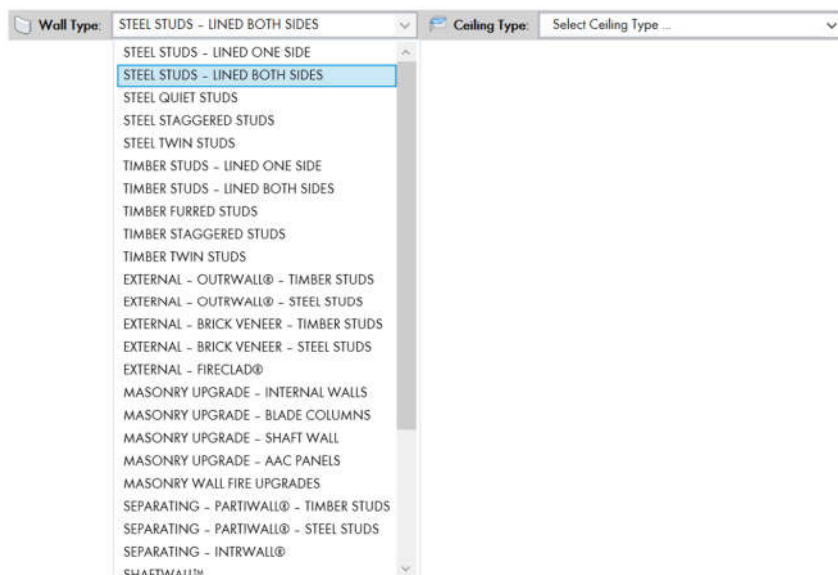 Wall Type: STEEL STUDS – LINED BOTH SIDES Ceiling Type: Select Ceiling Type ...
STEEL STUDS – LINED ONE SIDE
STEEL STUDS – LINED BOTH SIDES
STEEL QUIET STUDS
STEEL STAGGERED STUDS
STEEL TWIN STUDS
TIMBER STUDS – LINED ONE SIDE
TIMBER STUDS – LINED BOTH SIDES
TIMBER FURRED STUDS
TIMBER STAGGERED STUDS
TIMBER TWIN STUDS
EXTERNAL – OUTRWALL® – TIMBER STUDS
EXTERNAL – OUTRWALL® – STEEL STUDS
EXTERNAL – BRICK VENEER – TIMBER STUDS
EXTERNAL – BRICK VENEER – STEEL STUDS
EXTERNAL – FIRECLAD®
MASONRY UPGRADE – INTERNAL WALLS
MASONRY UPGRADE – BLADE COLUMNS
MASONRY UPGRADE – SHAFT WALL
MASONRY UPGRADE – AAC PANELS
MASONRY WALL FIRE UPGRADES
SEPARATING – PARTIWALL® – TIMBER STUDS
SEPARATING – PARTIWALL® – STEEL STUDS
SEPARATING – INTRWALL®
SHAFTWALL™